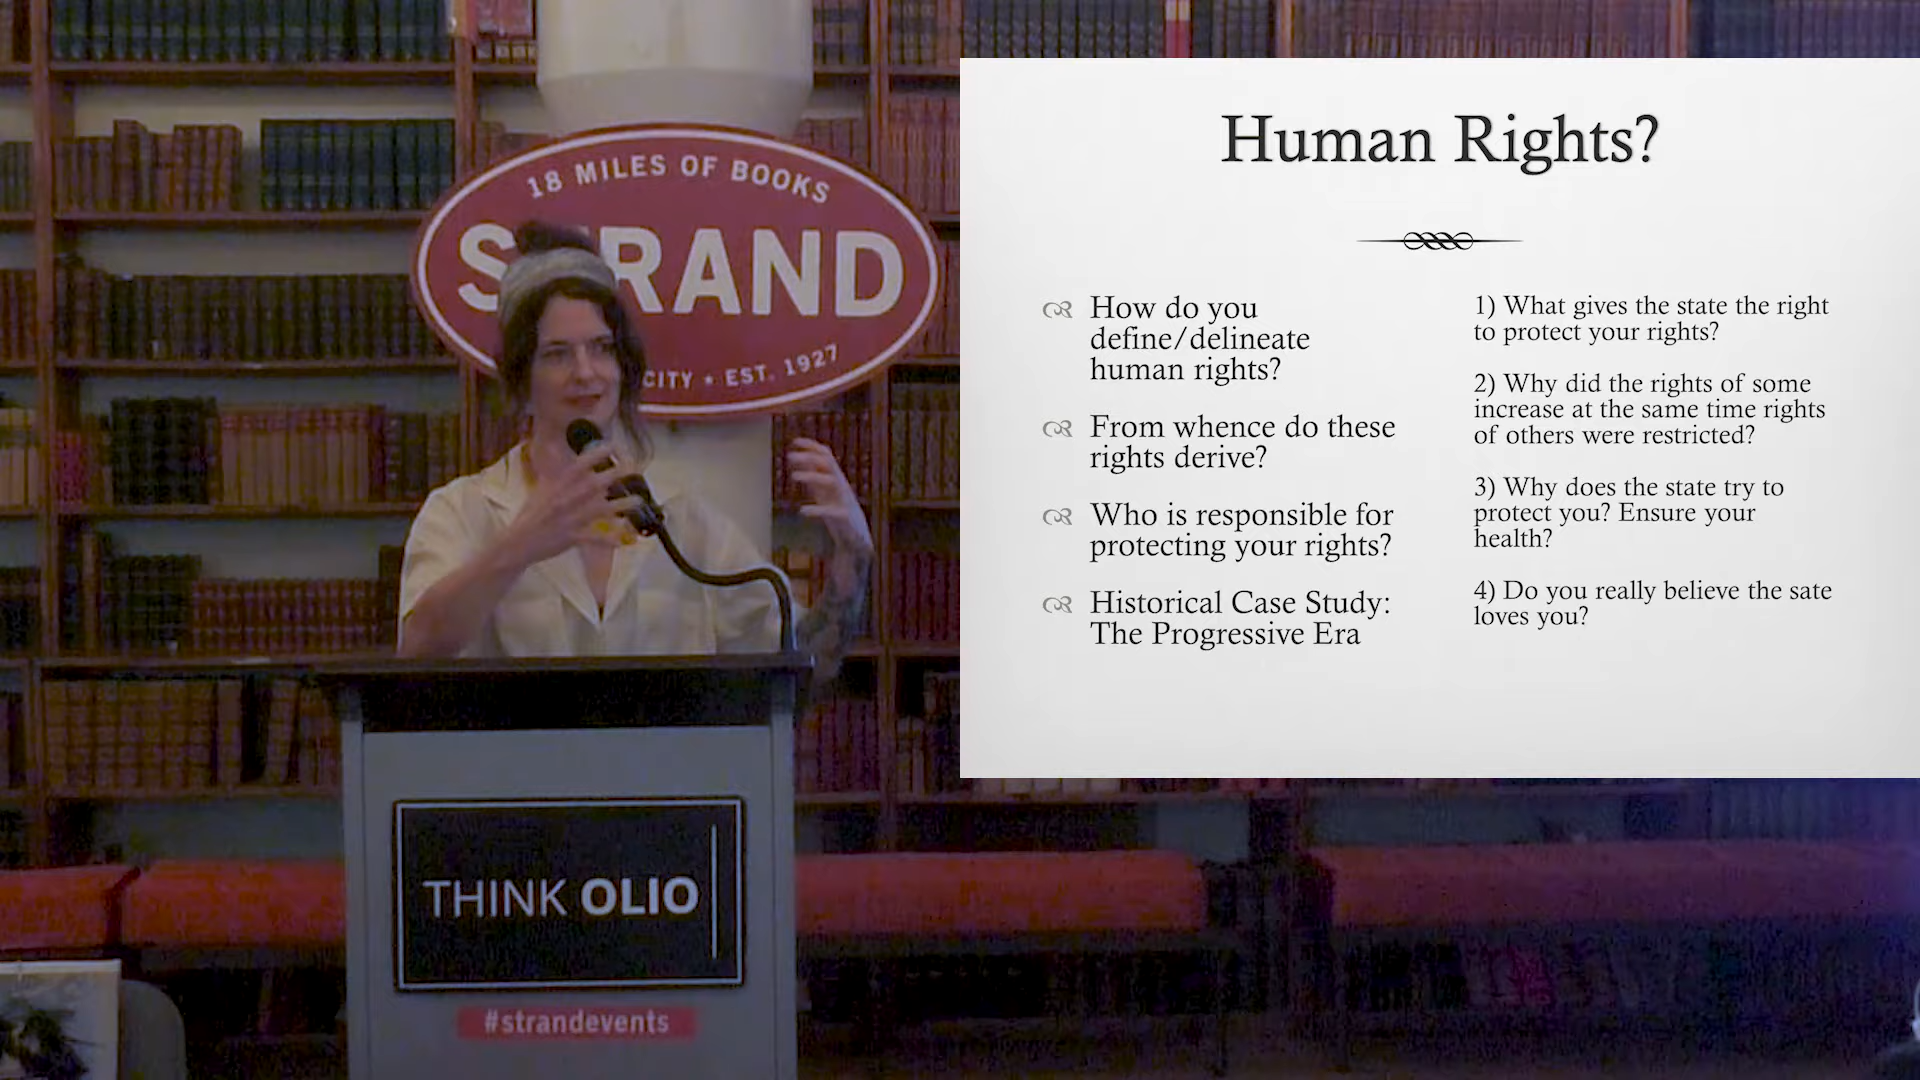 18 MILES OF BOOKS
STRAND
CITY ★ EST. 1927
THINK OLIO
#strandevents
Human Rights?
How do you
define/delineate
human rights?
From whence do these
rights derive?
Who is responsible for
protecting your rights?
Historical Case Study:
The Progressive Era
1) What gives the state the right
to protect your rights?
2) Why did the rights of some
increase at the same time rights
of others were restricted?
3) Why does the state try to
protect you? Ensure your
health?
4) Do you really believe the sate
loves you?